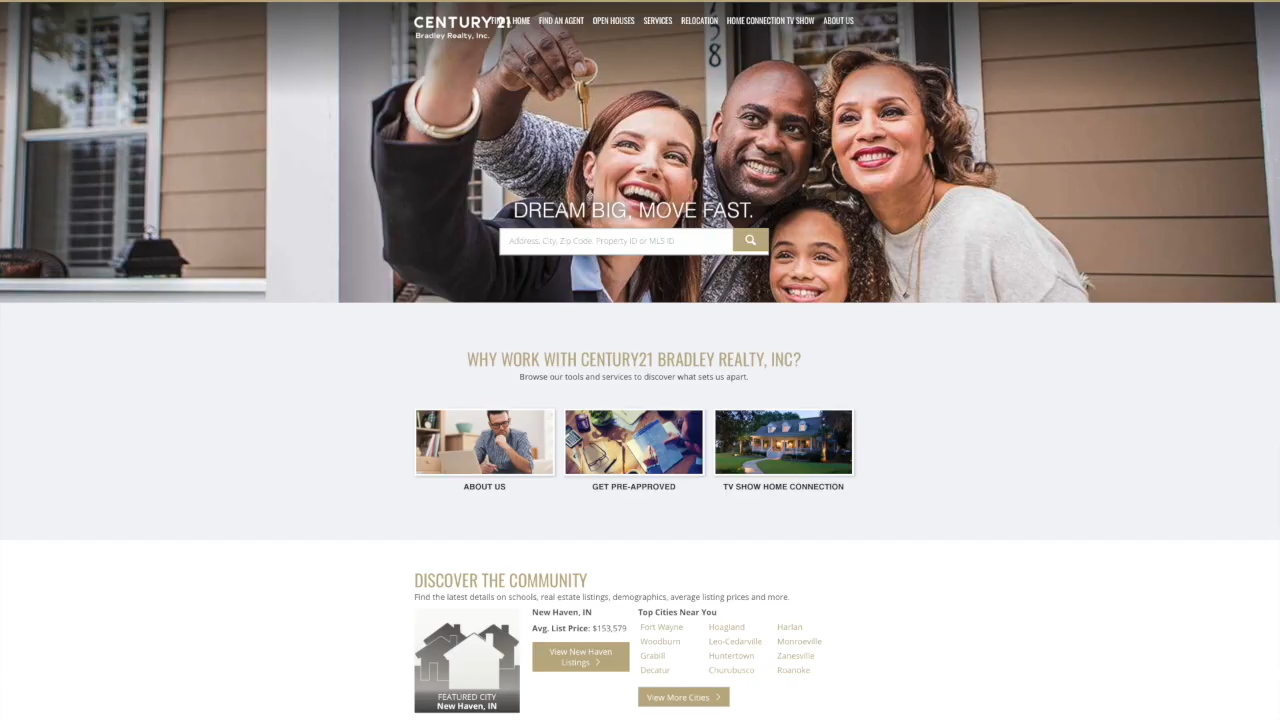 CENTURY 21
Bradley Realty, Inc.
HOME FIND AN AGENT OPEN HOUSES SERVICES RELOCATION HOME CONNECTION TV SHOW ABOUT US
28
DREAM BIG, MOVE FAST.
Address, City, Zip Code, Property ID or MLS ID
WHY WORK WITH CENTURY21 BRADLEY REALTY, INC?
Browse our tools and services to discover what sets us apart.
ABOUT US GET PRE-APPROVED TV SHOW HOME CONNECTION
DISCOVER THE COMMUNITY
Find the latest details on schools, real estate listings, demographics, average listing prices and more.
FEATURED CITY
New Haven, IN
New Haven, IN
Avg. List Price: $153,579
View New Haven
Listings >
Top Cities Near You
Fort Wayne Hoagland Harlan
Woodburn Leo-Cedarville Monroeville
Grabill Huntertown Zanesville
Decatur Churubusco Roanoke
View More Cities >